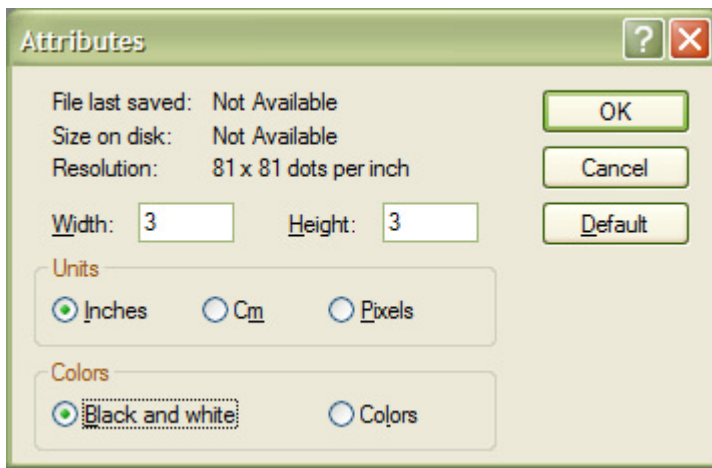 Attributes
?
File last saved: Not Available
OK
Size on disk: Not Available
Resolution: 81 x 81 dots per inch
Cancel
Width: 3 Height: 3
Default
Units
Inches Cm Pixels
Colors
Black and white Colors